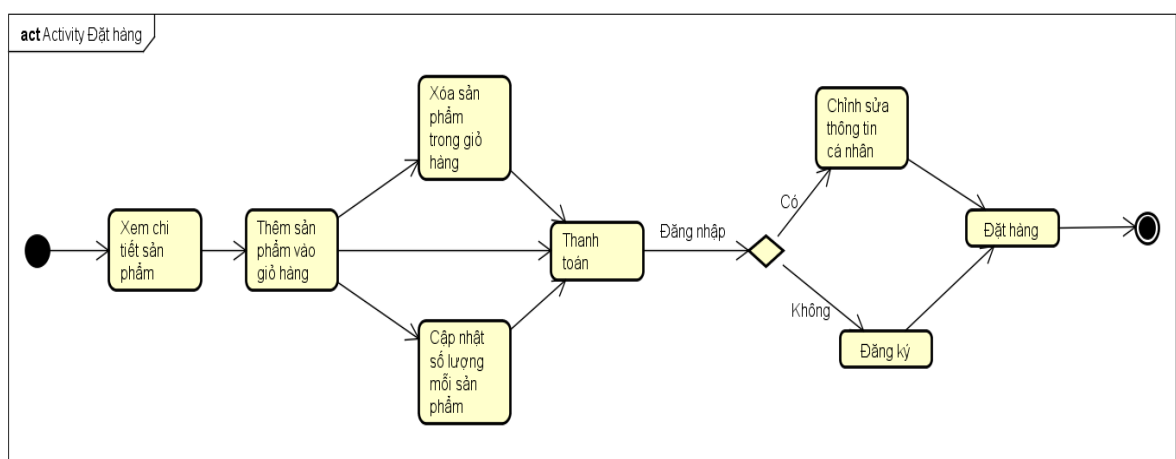 act Activity Đặt hàng
Xem chi
tiết sản
phẩm
Thêm sản
phẩm vào
giỏ hàng
Xóa sản
phẩm
trong giỏ
hàng
Cập nhật
số lượng
mỗi sản
phẩm
Thanh
toán
Đăng nhập
Có
Không
Chỉnh sửa
thông tin
cá nhân
Đăng ký
Đặt hàng